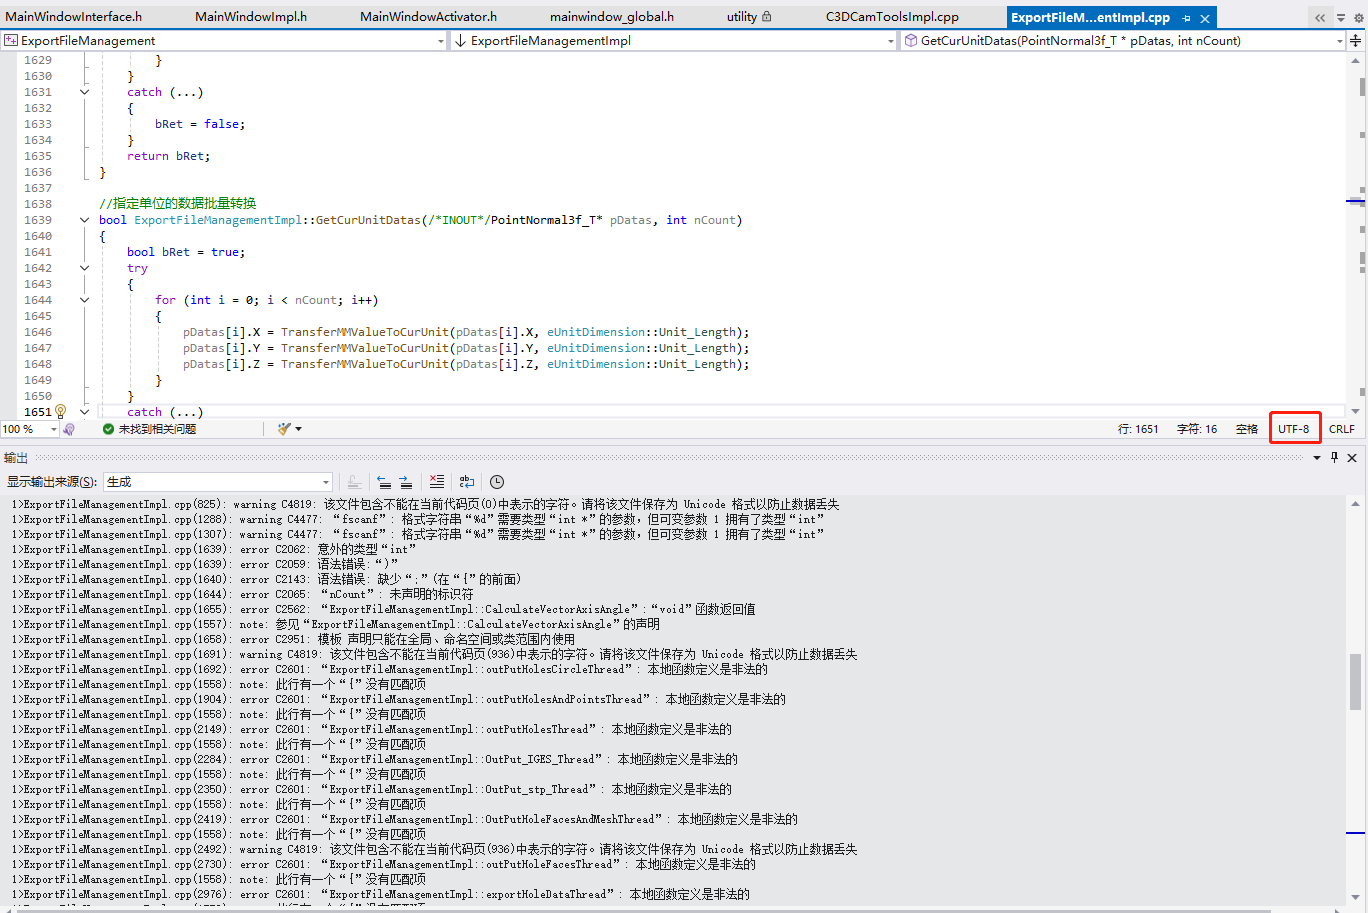 MainWindowInterface.h MainWindowImpl.h MainWindowActivator.h mainwindow_global.h utility C3DCamToolsImpl.cpp ExportFileM...entImpl.cpp
ExportFileManagement ExportFileManagementImpl GetCurUnitDatas(PointNormal3f_T * pDatas, int nCount)
1629 }
1630 }
1631 catch (...)
1632 {
1633 bRet = false;
1634 }
1635 return bRet;
1636 }
1637
1638 //指定单位的数据批量转换
1639 bool ExportFileManagementImpl::GetCurUnitDatas(/*INOUT*/PointNormal3f_T* pDatas, int nCount)
1640 {
1641 bool bRet = true;
1642 try
1643 {
1644 for (int i = 0; i < nCount; i++)
1645 {
1646 pDatas[i].X = TransferMMValueToCurUnit(pDatas[i].X, eUnitDimension::Unit_Length);
1647 pDatas[i].Y = TransferMMValueToCurUnit(pDatas[i].Y, eUnitDimension::Unit_Length);
1648 pDatas[i].Z = TransferMMValueToCurUnit(pDatas[i].Z, eUnitDimension::Unit_Length);
1649 }
1650 }
1651 catch (...)
100 % 未找到相关问题 行: 1651 字符: 16 空格 UTF-8 CRLF
输出
显示输出来源(S): 生成
1>ExportFileManagementImpl.cpp(825): warning C4819: 该文件包含不能在当前代码页(0)中表示的字符。请将该文件保存为 Unicode 格式以防止数据丢失
1>ExportFileManagementImpl.cpp(1288): warning C4477: “fscanf”: 格式字符串“%d”需要类型“int *”的参数，但可变参数 1 拥有了类型“int”
1>ExportFileManagementImpl.cpp(1307): warning C4477: “fscanf”: 格式字符串“%d”需要类型“int *”的参数，但可变参数 1 拥有了类型“int”
1>ExportFileManagementImpl.cpp(1639): error C2062: 意外的类型“int”
1>ExportFileManagementImpl.cpp(1639): error C2059: 语法错误:“)”
1>ExportFileManagementImpl.cpp(1640): error C2143: 语法错误: 缺少“;”(在“{”的前面)
1>ExportFileManagementImpl.cpp(1644): error C2065: “nCount”: 未声明的标识符
1>ExportFileManagementImpl.cpp(1655): error C2562: “ExportFileManagementImpl::CalculateVectorAxisAngle”:“void”函数返回值
1>ExportFileManagementImpl.cpp(1557): note: 参见“ExportFileManagementImpl::CalculateVectorAxisAngle”的声明
1>ExportFileManagementImpl.cpp(1658): error C2951: 模板 声明只能在全局、命名空间或类范围内使用
1>ExportFileManagementImpl.cpp(1691): warning C4819: 该文件包含不能在当前代码页(936)中表示的字符。请将该文件保存为 Unicode 格式以防止数据丢失
1>ExportFileManagementImpl.cpp(1692): error C2601: “ExportFileManagementImpl::outPutHolesCircleThread”: 本地函数定义是非法的
1>ExportFileManagementImpl.cpp(1558): note: 此行有一个“{”没有匹配项
1>ExportFileManagementImpl.cpp(1904): error C2601: “ExportFileManagementImpl::outPutHolesAndPointsThread”: 本地函数定义是非法的
1>ExportFileManagementImpl.cpp(1558): note: 此行有一个“{”没有匹配项
1>ExportFileManagementImpl.cpp(2149): error C2601: “ExportFileManagementImpl::outPutHolesThread”: 本地函数定义是非法的
1>ExportFileManagementImpl.cpp(1558): note: 此行有一个“{”没有匹配项
1>ExportFileManagementImpl.cpp(2284): error C2601: “ExportFileManagementImpl::OutPut_IGES_Thread”: 本地函数定义是非法的
1>ExportFileManagementImpl.cpp(1558): note: 此行有一个“{”没有匹配项
1>ExportFileManagementImpl.cpp(2350): error C2601: “ExportFileManagementImpl::OutPut_stp_Thread”: 本地函数定义是非法的
1>ExportFileManagementImpl.cpp(1558): note: 此行有一个“{”没有匹配项
1>ExportFileManagementImpl.cpp(2419): error C2601: “ExportFileManagementImpl::OutPutHoleFacesAndMeshThread”: 本地函数定义是非法的
1>ExportFileManagementImpl.cpp(1558): note: 此行有一个“{”没有匹配项
1>ExportFileManagementImpl.cpp(2492): warning C4819: 该文件包含不能在当前代码页(936)中表示的字符。请将该文件保存为 Unicode 格式以防止数据丢失
1>ExportFileManagementImpl.cpp(2730): error C2601: “ExportFileManagementImpl::outPutHoleFacesThread”: 本地函数定义是非法的
1>ExportFileManagementImpl.cpp(1558): note: 此行有一个“{”没有匹配项
1>ExportFileManagementImpl.cpp(2976): error C2601: “ExportFileManagementImpl::exportHoleDataThread”: 本地函数定义是非法的